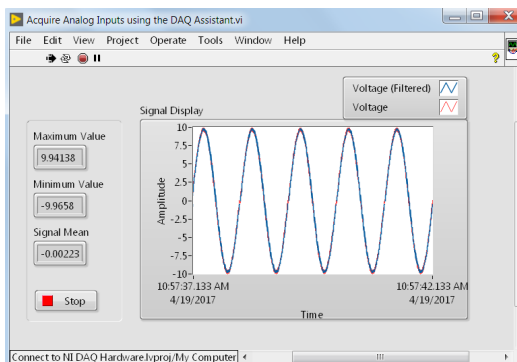 Acquire Analog Inputs using the DAQ Assistant.vi
File Edit View Project Operate Tools Window Help
Voltage (Filtered)
Voltage
Signal Display
Maximum Value
9.94138
Minimum Value
-9.9658
Signal Mean
-0.00223
Stop
Amplitude
10
7.5
5
2.5
0
-2.5
-5
-7.5
-10
10:57:37.133 AM 10:57:42.133 AM
4/19/2017 4/19/2017
Time
Connect to NI DAQ Hardware.lvproj/My Computer